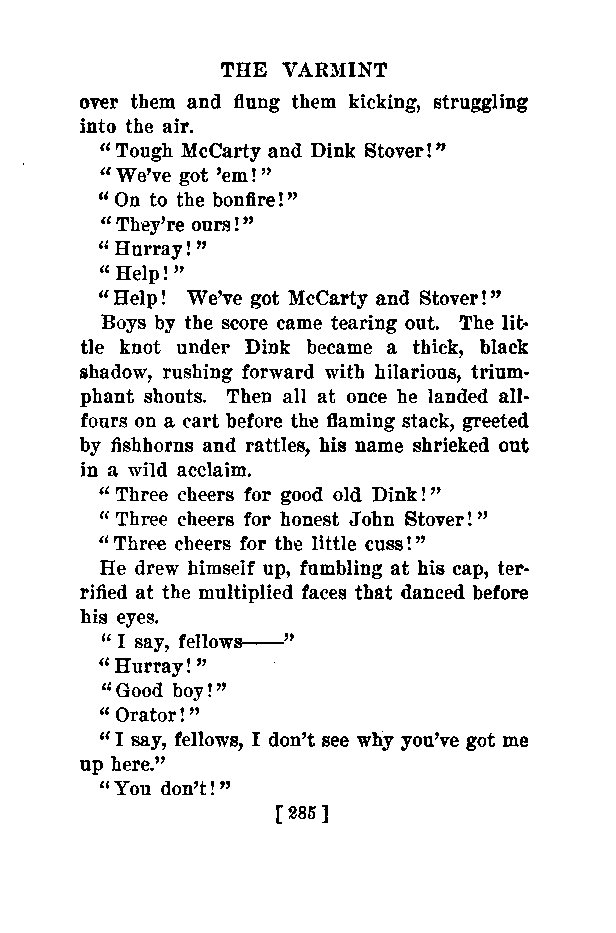 THE VARMINT
over them and flung them kicking, struggling
into the air.
"Tough McCarty and Dink Stover!"
"We've got 'em!"
"On to the bonfire!"
"They're ours!"
"Hurray!"
"Help!"
"Help! We've got McCarty and Stover!"
Boys by the score came tearing out. The lit-
tle knot under Dink became a thick, black
shadow, rushing forward with hilarious, trium-
phant shouts. Then all at once he landed all-
fours on a cart before the flaming stack, greeted
by fishhorns and rattles, his name shrieked out
in a wild acclaim.
"Three cheers for good old Dink!"
"Three cheers for honest John Stover!"
"Three cheers for the little cuss!"
He drew himself up, fumbling at his cap, ter-
rified at the multiplied faces that danced before
his eyes.
"I say, fellows——"
"Hurray!"
"Good boy!"
"Orator!"
"I say, fellows, I don't see why you've got me
up here."
"You don't!"
[ 285 ]